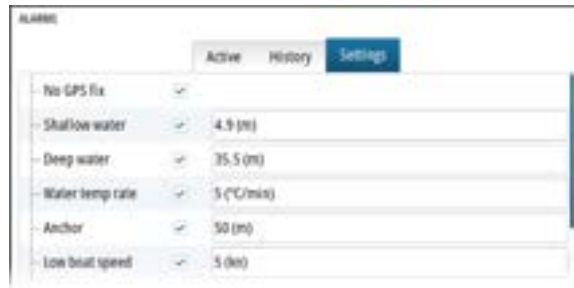 ALARMS
Active History Settings
No GPS fix
Shallow water 4.9 (m)
Deep water 35.5 (m)
Water temp rate 5 (°C/min)
Anchor 50 (m)
Low boat speed 5 (kn)